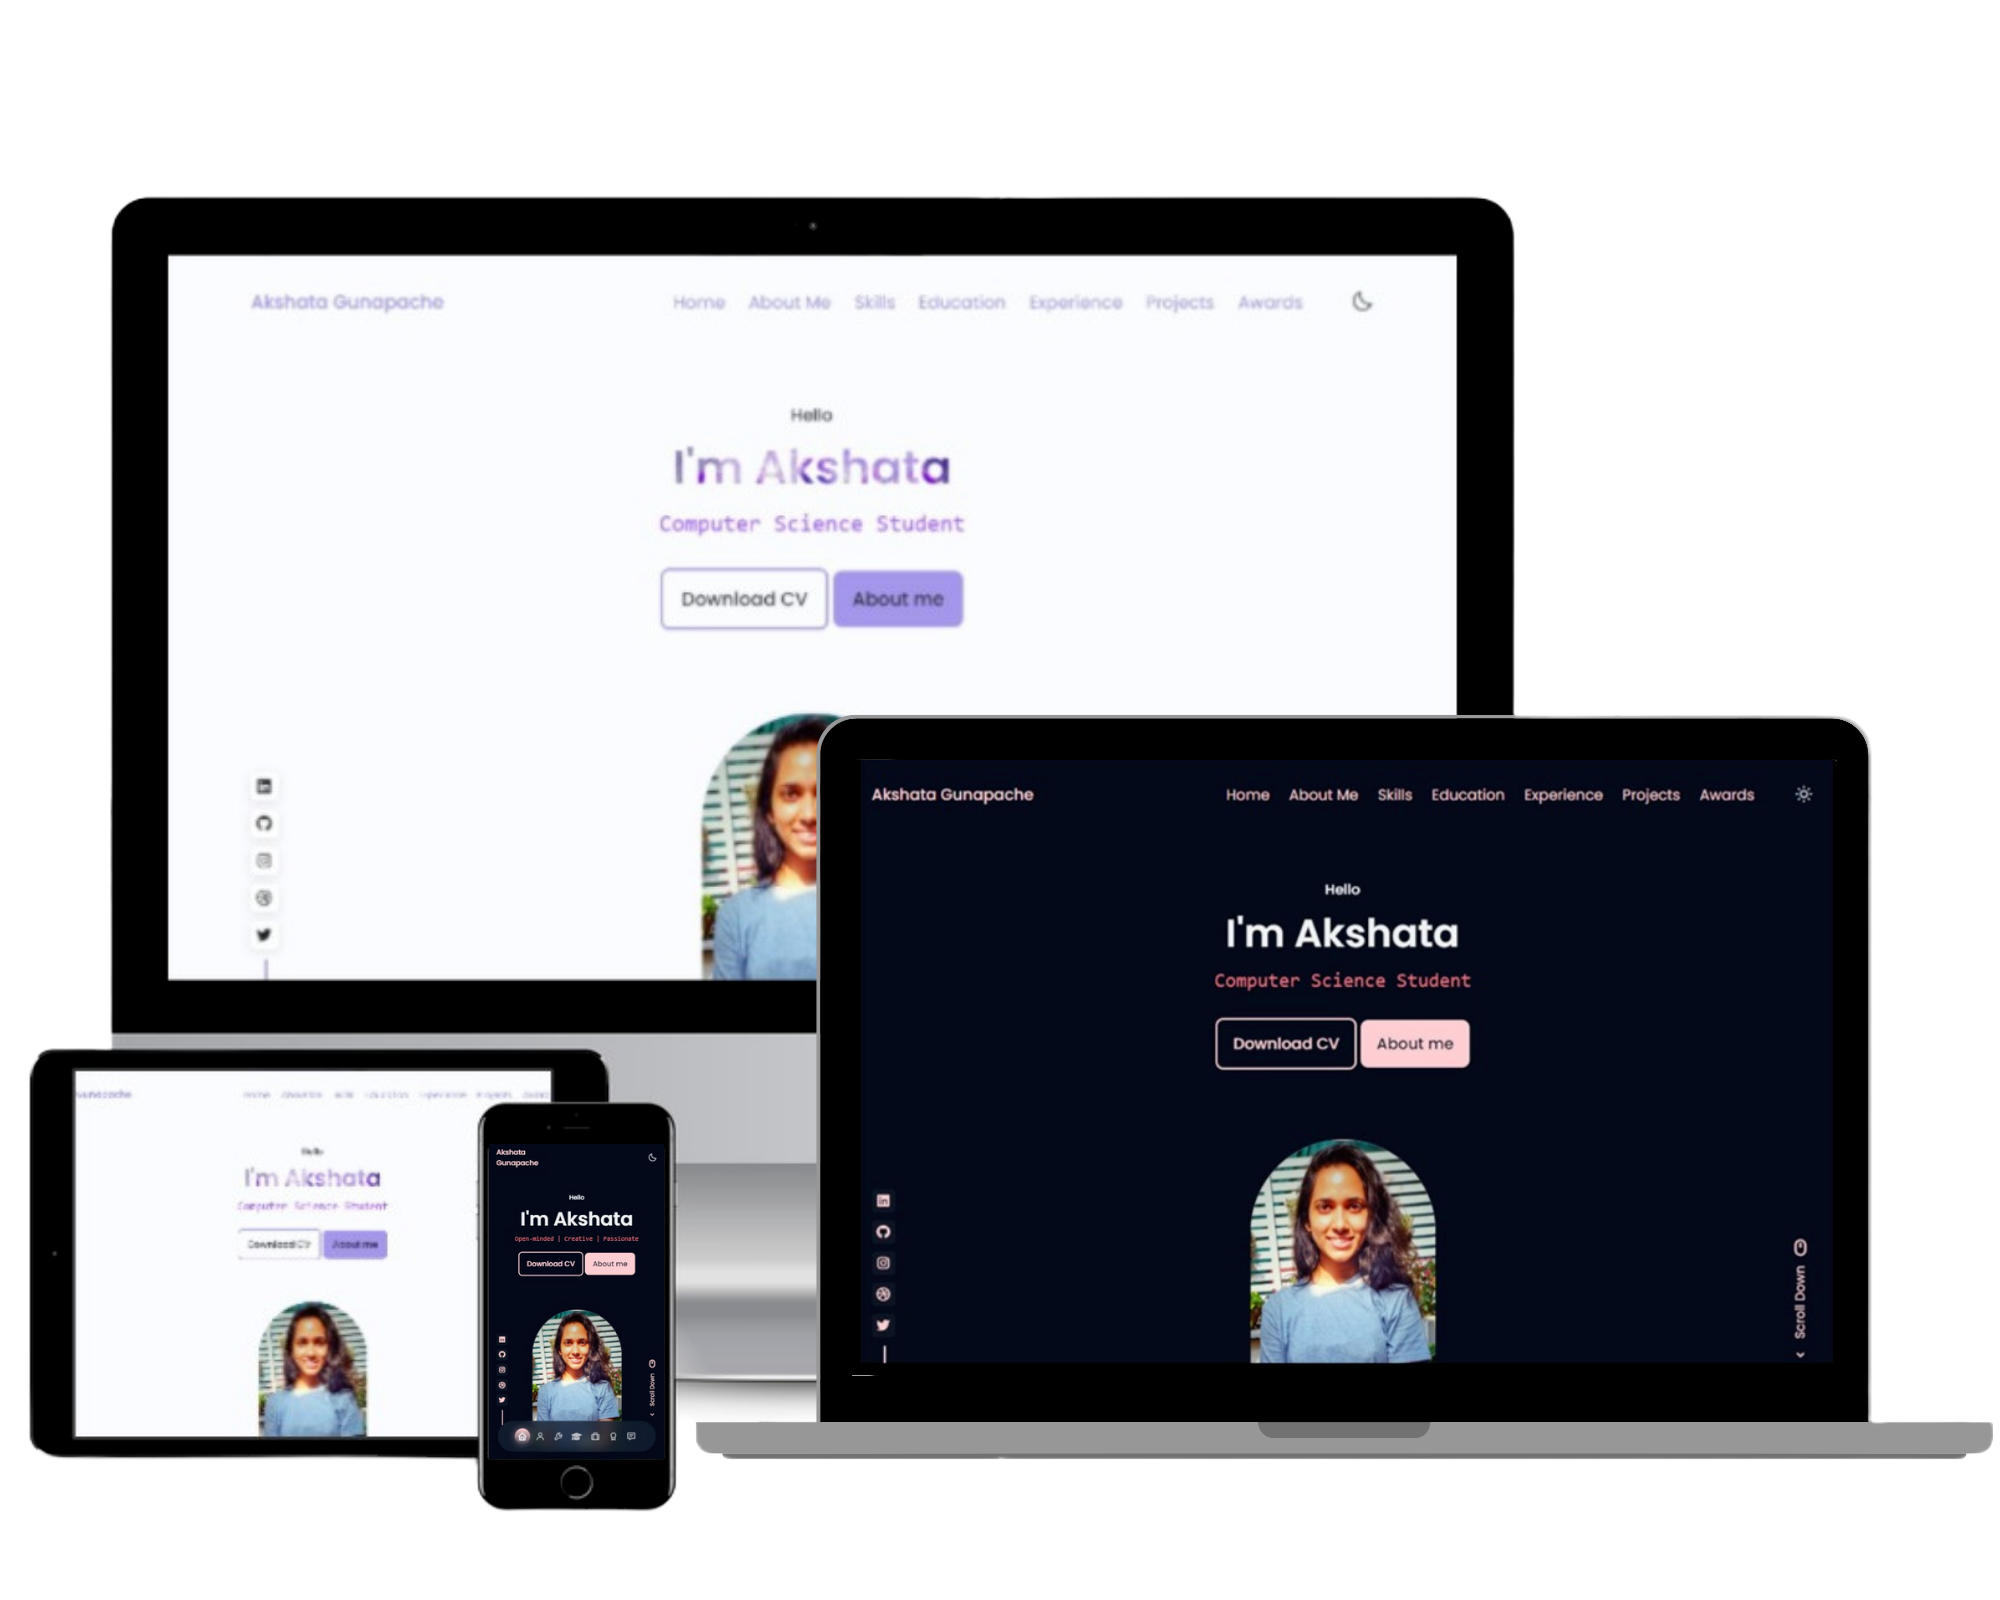 Akshata Gunapache
Home About Me Skills Education Experience Projects Awards
Hello
I'm Akshata
Computer Science Student
Download CV About me
Akshata Gunapache
Home About Me Skills Education Experience Projects Awards
Hello
I'm Akshata
Computer Science Student
Download CV About me
Scroll Down
Gunapache
Hello
I'm Akshata
Computer Science Student
Download CV About me
Akshata
Gunapache
Hello
I'm Akshata
Open-minded | Creative | Passionate
Download CV About me
Scroll Down